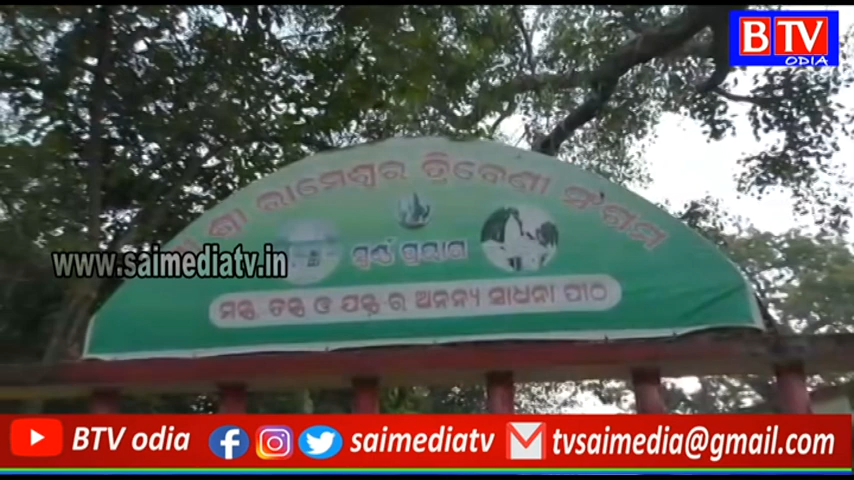 BTV
ODIA
ଶ୍ରୀ ରାମେଶ୍ୱର ତ୍ରିବେଣୀ ସଂଗମ
ସ୍ୱର୍ଣ୍ଣ ପ୍ରୟାଗ
www.saimediatv.in
ମନ୍ତ୍ର ତନ୍ତ୍ର ଓ ଯନ୍ତ୍ର ର ଅନନ୍ୟ ସାଧନା ପୀଠ
BTV odia saimediatv tvsaimedia@gmail.com